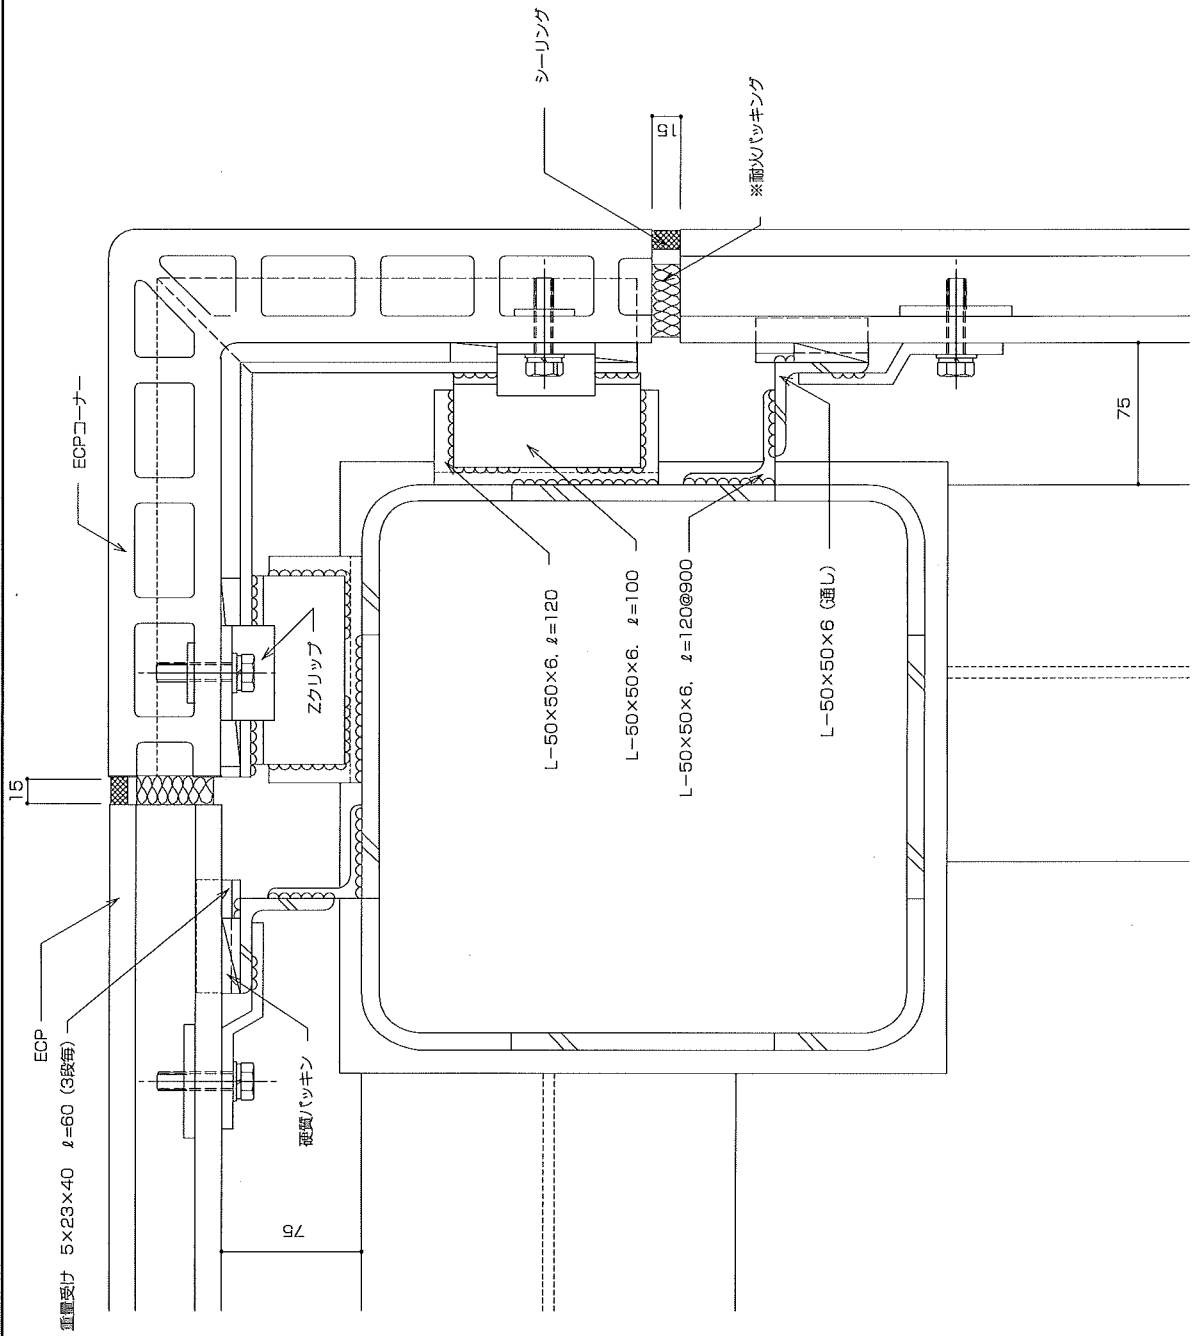 シーリング
15
※耐火パッキング
ECPコーナー
75
Zクリップ
L-50×50×6, ℓ=120
L-50×50×6, ℓ=100
L-50×50×6, ℓ=120@900
L-50×50×6 (通し)
15
ECP
重量受け 5×23×40 ℓ=60 (3段毎)
硬質パッキン
75